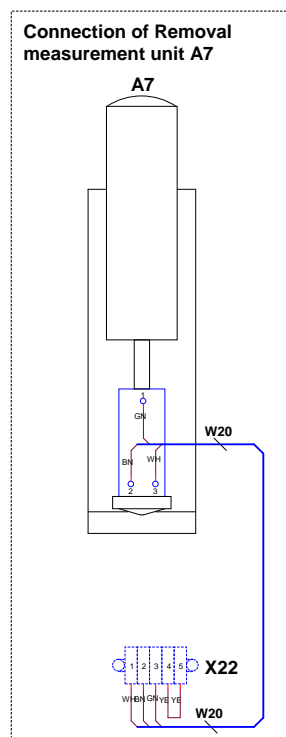 Connection of Removal
measurement unit A7
A7
1
GN
W20
BN
WH
2
3
1
2
3
4
5
X22
WH
BN
GN
YE
YE
W20